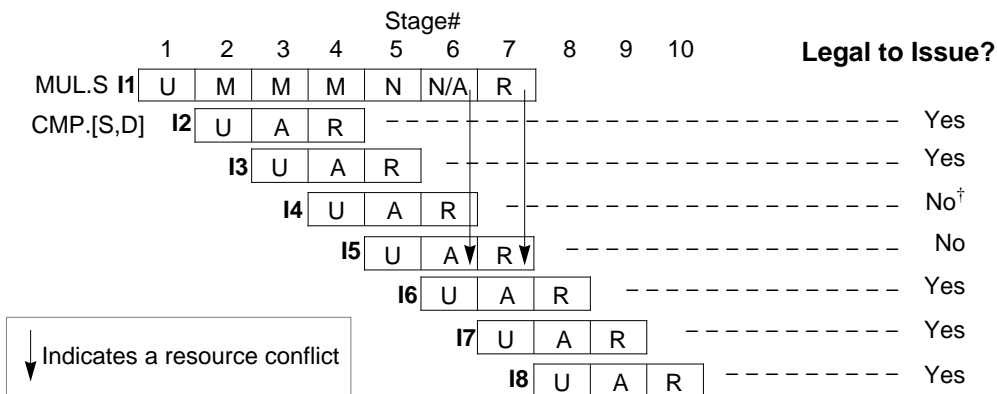 Stage#
1 2 3 4 5 6 7 8 9 10 Legal to Issue?
MUL.S I1 U M M M N N/A R
CMP.[S,D] I2 U A R Yes
I3 U A R Yes
I4 U A R No†
I5 U A R No
I6 U A R Yes
I7 U A R Yes
Indicates a resource conflict
I8 U A R Yes